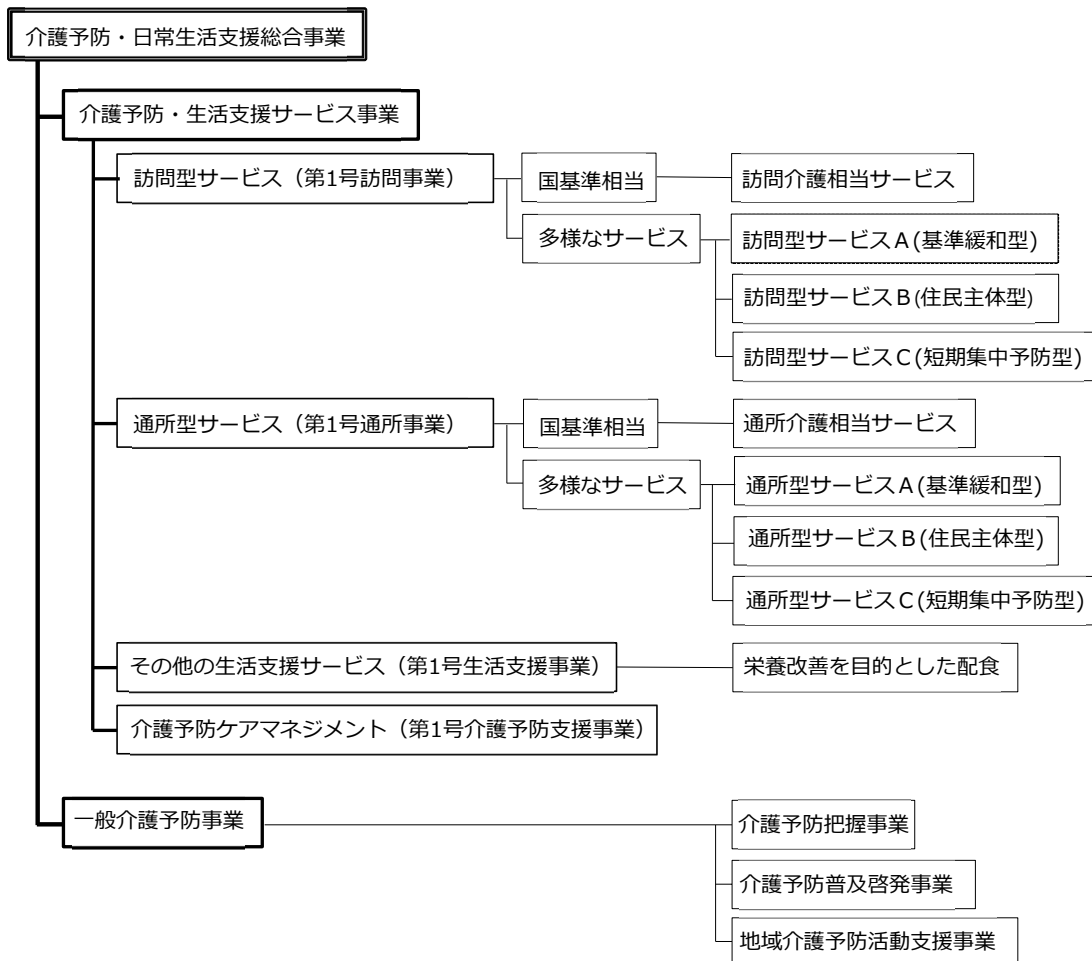 介護予防・日常生活支援総合事業
介護予防・生活支援サービス事業
訪問型サービス（第1号訪問事業）
国基準相当
訪問介護相当サービス
多様なサービス
訪問型サービスＡ(基準緩和型)
訪問型サービスＢ(住民主体型)
訪問型サービスＣ(短期集中予防型)
通所型サービス（第1号通所事業）
国基準相当
通所介護相当サービス
多様なサービス
通所型サービスＡ(基準緩和型)
通所型サービスＢ(住民主体型)
通所型サービスＣ(短期集中予防型)
その他の生活支援サービス（第1号生活支援事業）
栄養改善を目的とした配食
介護予防ケアマネジメント（第1号介護予防支援事業）
一般介護予防事業
介護予防把握事業
介護予防普及啓発事業
地域介護予防活動支援事業